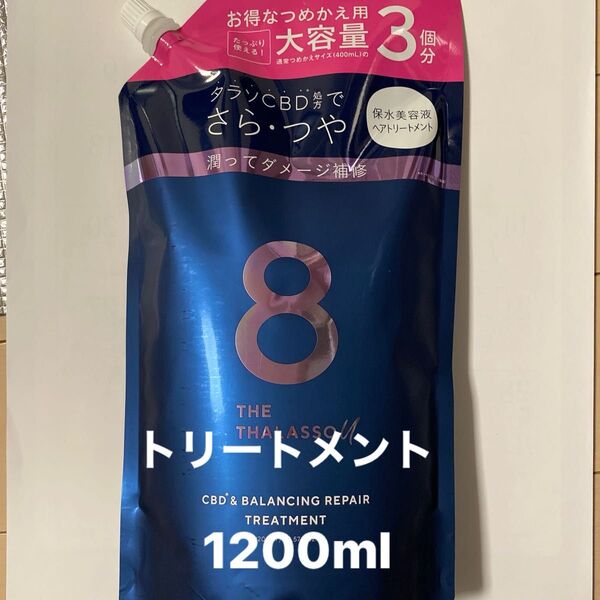 お得なつめかえ用
たっぷり
使える!
大容量
3個分
通常つめかえサイズ(400mL)の
タラソCBD処方で
さら・つや
保水美容液
ヘアトリートメント
潤ってダメージ補修
8
THE
THALASSO
トリートメント
CBD* & BALANCING REPAIR
TREATMENT
1200ml